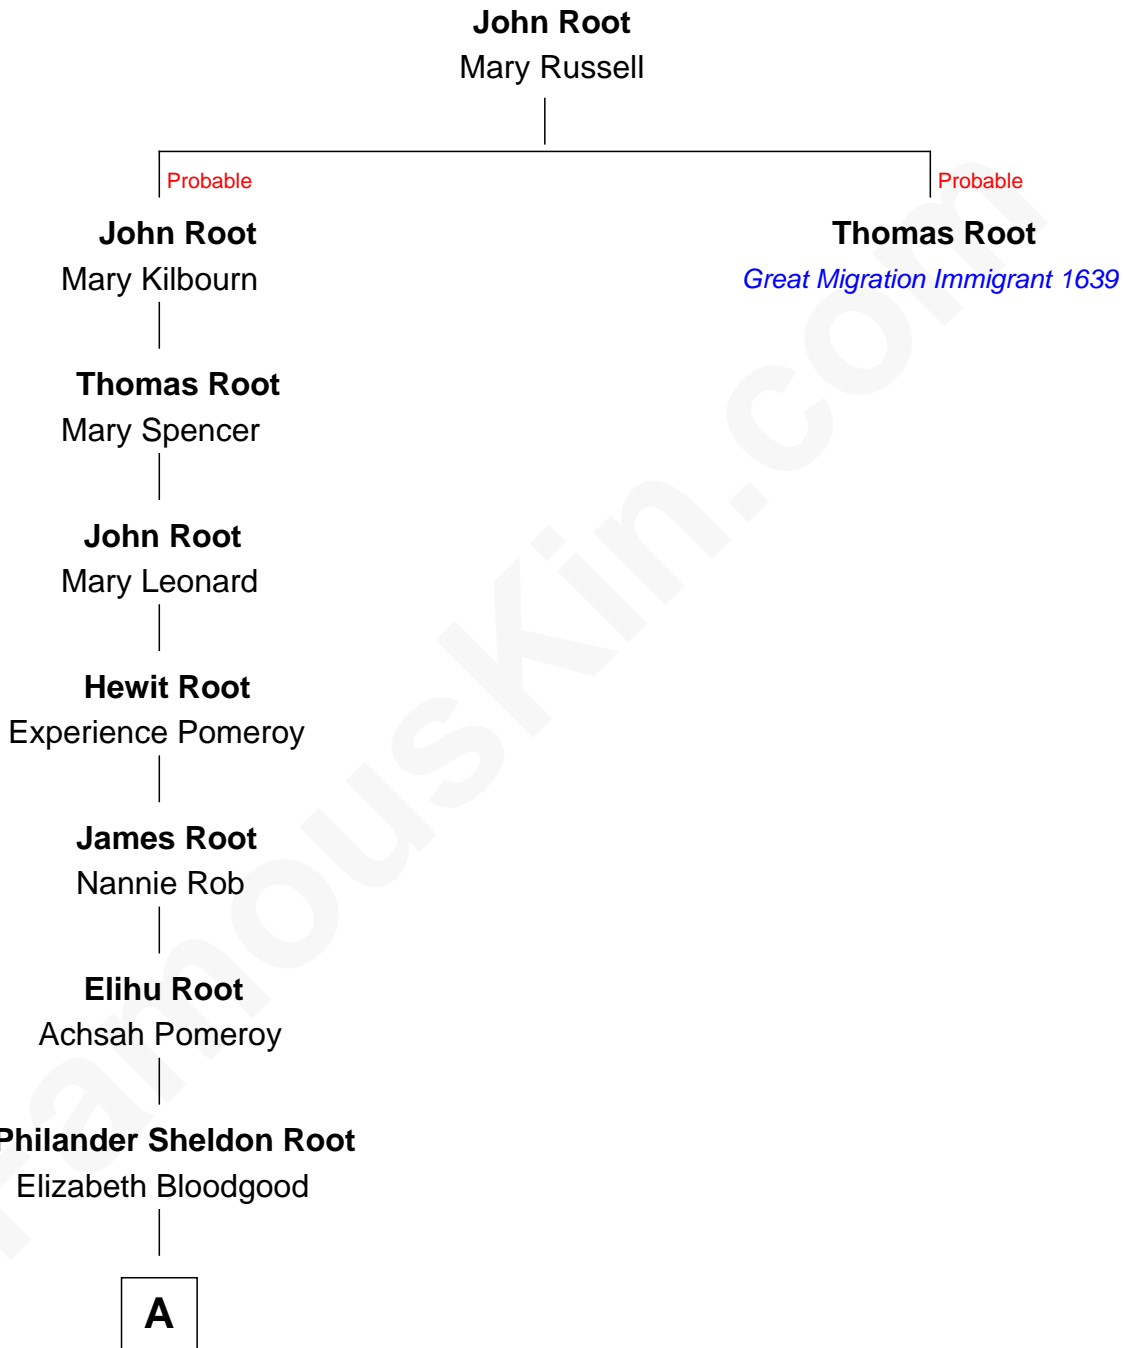 John Root
Mary Russell
Probable
Probable
John Root
Mary Kilbourn
Thomas Root
Great Migration Immigrant 1639
Thomas Root
Mary Spencer
John Root
Mary Leonard
Hewit Root
Experience Pomeroy
James Root
Nannie Rob
Elihu Root
Achsah Pomeroy
Philander Sheldon Root
Elizabeth Bloodgood
A
FamousKin.com